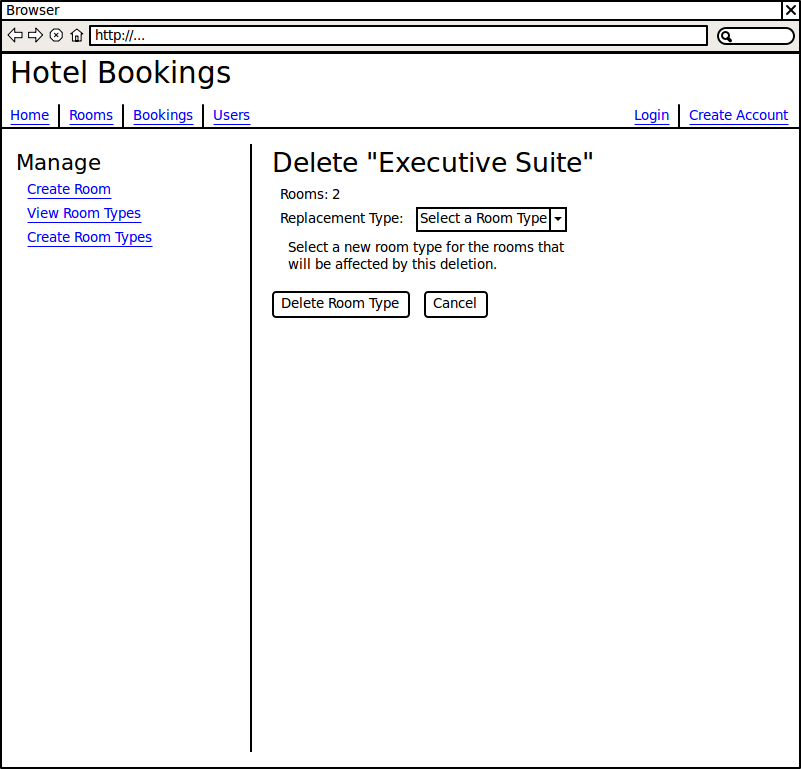 Browser
http://...
Hotel Bookings
Home Rooms Bookings Users Login Create Account
Manage
Create Room
View Room Types
Create Room Types
Delete "Executive Suite"
Rooms: 2
Replacement Type: Select a Room Type
Select a new room type for the rooms that
will be affected by this deletion.
Delete Room Type Cancel